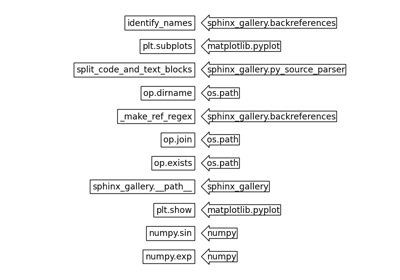 identify_names sphinx_gallery.backreferences
plt.subplots matplotlib.pyplot
split_code_and_text_blocks sphinx_gallery.py_source_parser
op.dirname os.path
_make_ref_regex sphinx_gallery.backreferences
op.join os.path
op.exists os.path
sphinx_gallery.__path__ sphinx_gallery
plt.show matplotlib.pyplot
numpy.sin numpy
numpy.exp numpy